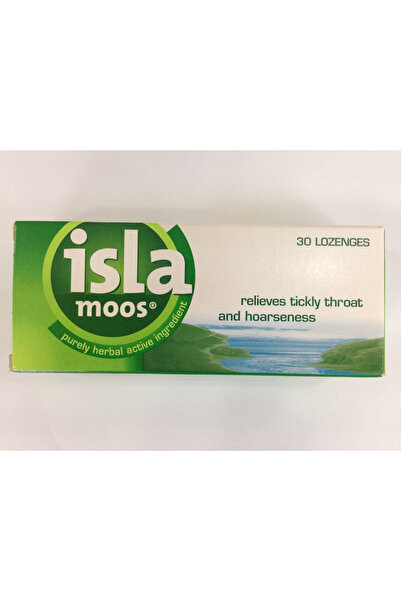 isla
moos®
purely herbal active ingredient
30 LOZENGES
relieves tickly throat
and hoarseness